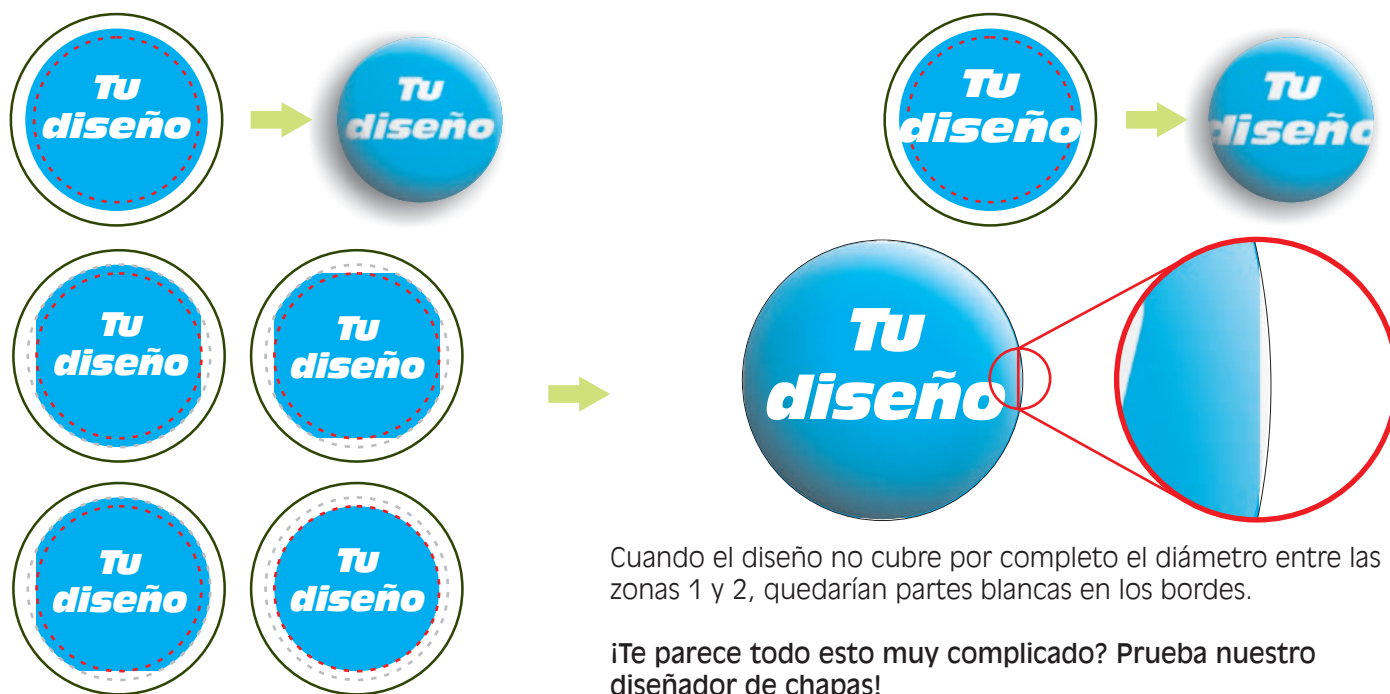 Tu
diseño
Tu
diseño
Tu
diseño
Tu
diseño
Tu
diseño
Tu
diseño
Tu
diseño
Tu
diseño
Tu
diseño
Cuando el diseño no cubre por completo el diámetro entre las
zonas 1 y 2, quedarían partes blancas en los bordes.
¡Te parece todo esto muy complicado? Prueba nuestro
diseñador de chapas!